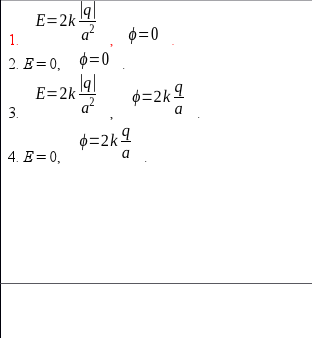 1. E=2k|q|/a², ϕ=0 .
2. E = 0, ϕ=0 .
3. E=2k|q|/a², ϕ=2k q/a .
4. E = 0, ϕ=2k q/a .